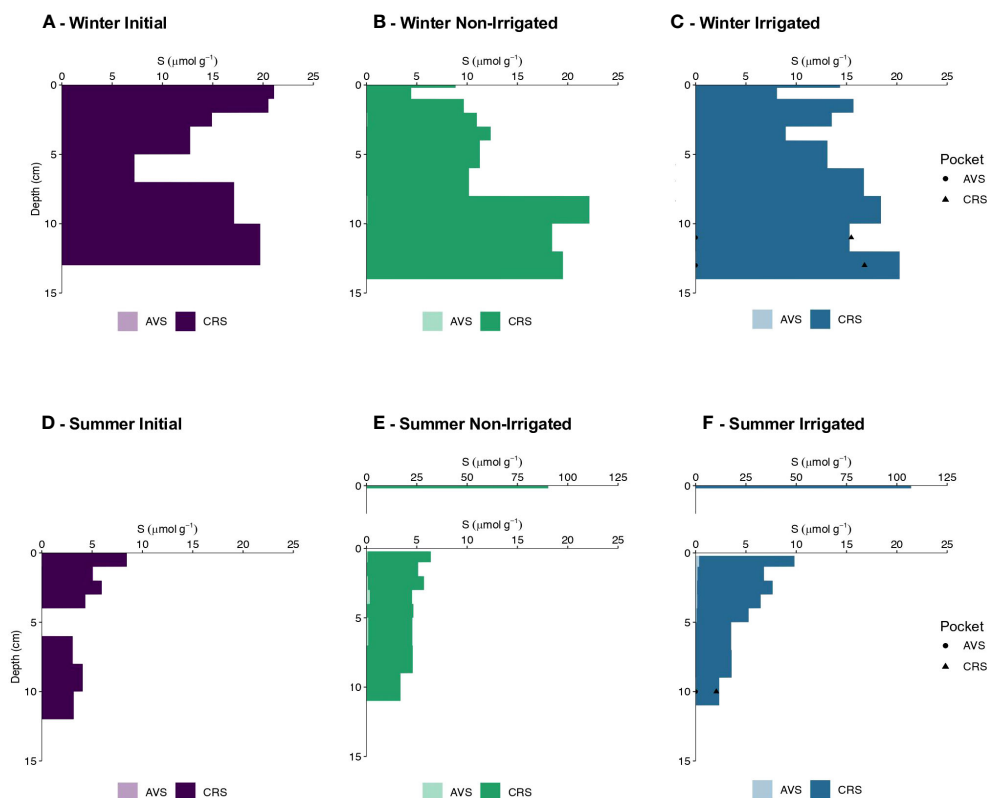 A - Winter Initial
B - Winter Non-Irrigated
C - Winter Irrigated
S (μmol g⁻¹)
S (μmol g⁻¹)
S (μmol g⁻¹)
0 5 10 15 20 25
0 5 10 15 20 25
0 5 10 15 20 25
0
5
10
15
Depth (cm)
0
5
10
15
0
5
10
15
Pocket
AVS
CRS
AVS CRS
AVS CRS
AVS CRS
D - Summer Initial
E - Summer Non-Irrigated
F - Summer Irrigated
S (μmol g⁻¹)
S (μmol g⁻¹)
0 25 50 75 100 125
0 25 50 75 100 125
0
0
S (μmol g⁻¹)
S (μmol g⁻¹)
S (μmol g⁻¹)
0 5 10 15 20 25
0 5 10 15 20 25
0 5 10 15 20 25
0
5
10
15
Depth (cm)
0
5
10
15
0
5
10
15
Pocket
AVS
CRS
AVS CRS
AVS CRS
AVS CRS